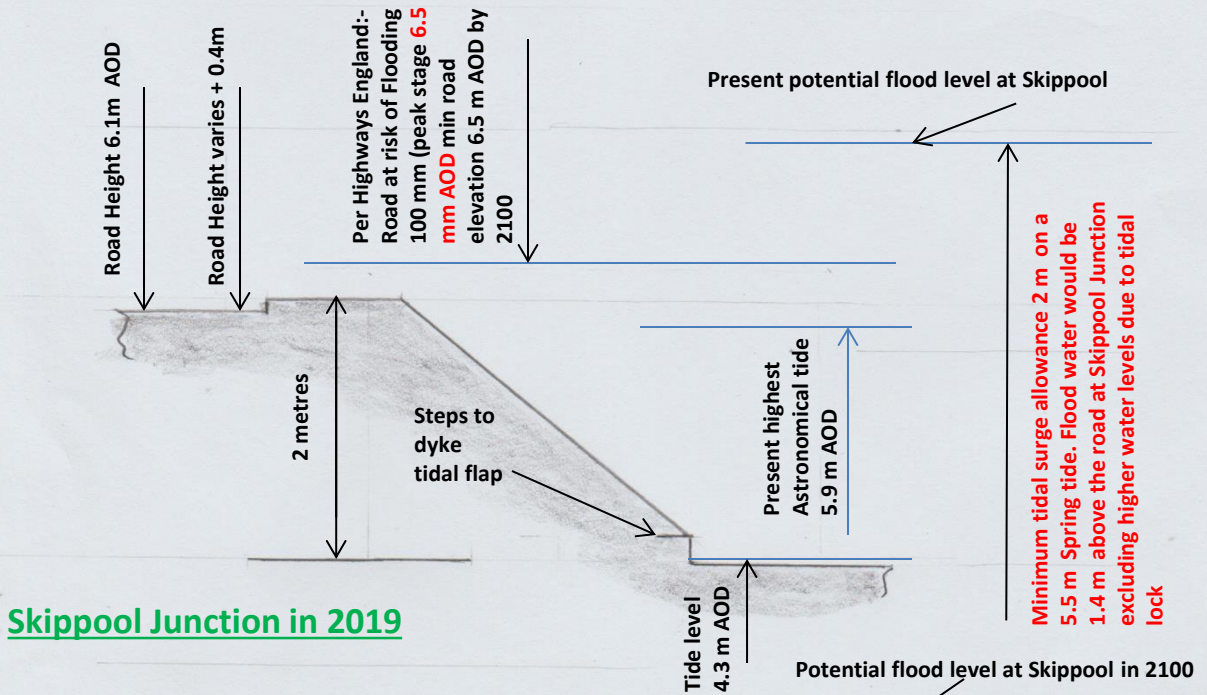 Road Height 6.1m AOD
Road Height varies + 0.4m
Per Highways England:-
Road at risk of Flooding
100 mm (peak stage 6.5
mm AOD min road
elevation 6.5 m AOD by
2100
Present potential flood level at Skippool
2 metres
Steps to
dyke
tidal flap
Present highest
Astronomical tide
5.9 m AOD
Minimum tidal surge allowance 2 m on a
5.5 m Spring tide. Flood water would be
1.4 m above the road at Skippool Junction
excluding higher water levels due to tidal
lock
Skippool Junction in 2019
Tide level
4.3 m AOD
Potential flood level at Skippool in 2100